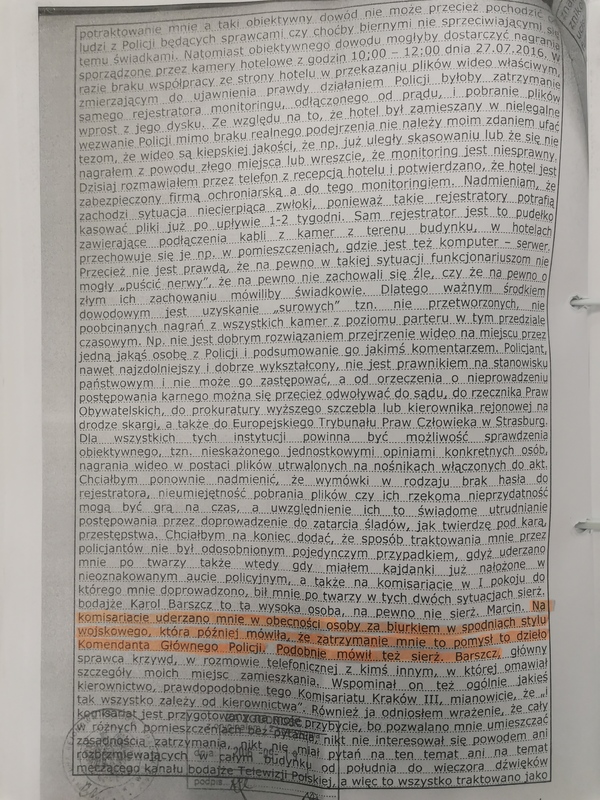 potraktowanie mnie a taki obiektywny dowód nie może przecież pochodzić od
ludzi z Policji będących sprawcami czy choćby biernymi nie sprzeciwiającymi się
temu świadkami. Natomiast obiektywnego dowodu mogłyby dostarczyć nagrania
sporządzone przez kamery hotelowe z godzin 10;00 – 12:00 dnia 27.07.2016. W
razie braku współpracy ze strony hotelu w przekazaniu plików wideo właściwym,
zmierzającym do ujawnienia prawdy działaniem Policji byłoby zatrzymanie
samego rejestratora monitoringu, odłączonego od prądu, i pobranie plików
wprost z jego dysku. Ze względu na to, że hotel był zamieszany w nielegalne
wezwanie Policji mimo braku realnego podejrzenia nie należy moim zdaniem ufać
tezom, że wideo są kiepskiej jakości, że np. już uległy skasowaniu lub że się nie
nagrałem z powodu złego miejsca lub wreszcie, że monitoring jest niesprawny.
Dzisiaj rozmawiałem przez telefon z recepcją hotelu i potwierdzano, że hotel jest
zabezpieczony firmą ochroniarską a do tego monitoringiem. Nadmieniam, że
zachodzi sytuacja niecierpiąca zwłoki, ponieważ takie rejestratory potrafią
kasować pliki już po upływie 1-2 tygodni. Sam rejestrator jest to pudełko
zawierające podłączenia kabli z kamer z terenu budynku, w hotelach
przechowuje się je np. w pomieszczeniach, gdzie jest też komputer – serwer.
Przecież nie jest prawdą, że na pewno w takiej sytuacji funkcjonariuszom nie
mogły „puścić nerwy", że na pewno nie zachowali się źle, czy że na pewno o
złym ich zachowaniu mówiliby świadkowie. Dlatego ważnym środkiem
dowodowym jest uzyskanie „surowych" tzn. nie przetworzonych, nie
poobcinanych nagrań z wszystkich kamer z poziomu parteru w tym przedziale
czasowym. Np. nie jest dobrym rozwiązaniem przejrzenie wideo na miejscu przez
jedną jakąś osobę z Policji i podsumowanie go jakimś komentarzem. Policjant,
nawet najzdolniejszy i dobrze wykształcony, nie jest prawnikiem na stanowisku
państwowym i nie może go zastępować, a od orzeczenia o nieprowadzeniu
postępowania karnego można się przecież odwoływać do sądu, do rzecznika Praw
Obywatelskich, do prokuratury wyższego szczebla lub kierownika rejonowej na
drodze skargi, a także do Europejskiego Trybunału Praw Człowieka w Strasburg.
Dla wszystkich tych instytucji powinna być możliwość sprawdzenia
obiektywnego, tzn. nieskażonego jednostkowymi opiniami konkretnych osób,
nagrania wideo w postaci plików utrwalonych na nośnikach włączonych do akt.
Chciałbym ponownie nadmienić, że wymówki w rodzaju brak hasła do
rejestratora, nieumiejętność pobrania plików czy ich rzekoma nieprzydatność
mogą być grą na czas, a uwzględnienie ich to świadome utrudnianie
postępowania przez doprowadzenie do zatarcia śladów, jak twierdzę pod karą,
przestępstwa. Chciałbym na koniec dodać, że sposób traktowania mnie przez
policjantów nie był odosobnionym pojedynczym przypadkiem, gdyż uderzano
mnie po twarzy także wtedy gdy miałem kajdanki już nałożone w
nieoznakowanym aucie policyjnym, a także na komisariacie w I pokoju do
którego mnie doprowadzono, bił mnie po twarzy w tych dwóch sytuacjach sierż.
bodajże Karol Barszcz to ta wysoka osoba, na pewno nie sierż. Marcin. Na
komisariacie uderzano mnie w obecności osoby za biurkiem w spodniach stylu
wojskowego, która później mówiła, że zatrzymanie mnie to pomysł to dzieło
Komendanta Głównego Policji. Podobnie mówił też sierż. Barszcz, główny
sprawca krzywd, w rozmowie telefonicznej z kimś innym, w której omawiał
szczegóły moich miejsc zamieszkania. Wspominał on też ogólnie jakieś
kierownictwo, prawdopodobnie tego Komisariatu Kraków III, mianowicie, że „i
tak wszystko zależy od kierownictwa". Również ja odniosłem wrażenie, że cały
komisariat jest przygotowany na moje przybycie, bo pozwalano mnie umieszczać
w różnych pomieszczeniach bez pytania, nikt nie interesował się powodem ani
zasadnością zatrzymania, nikt nie miał pytań na ten temat ani na temat
rozbrzmiewających w całym budynku od południa do wieczora dźwięków
męczącego kanału bodajże Telewizji Polskiej, a więc to wszystko traktowano jako
podpis